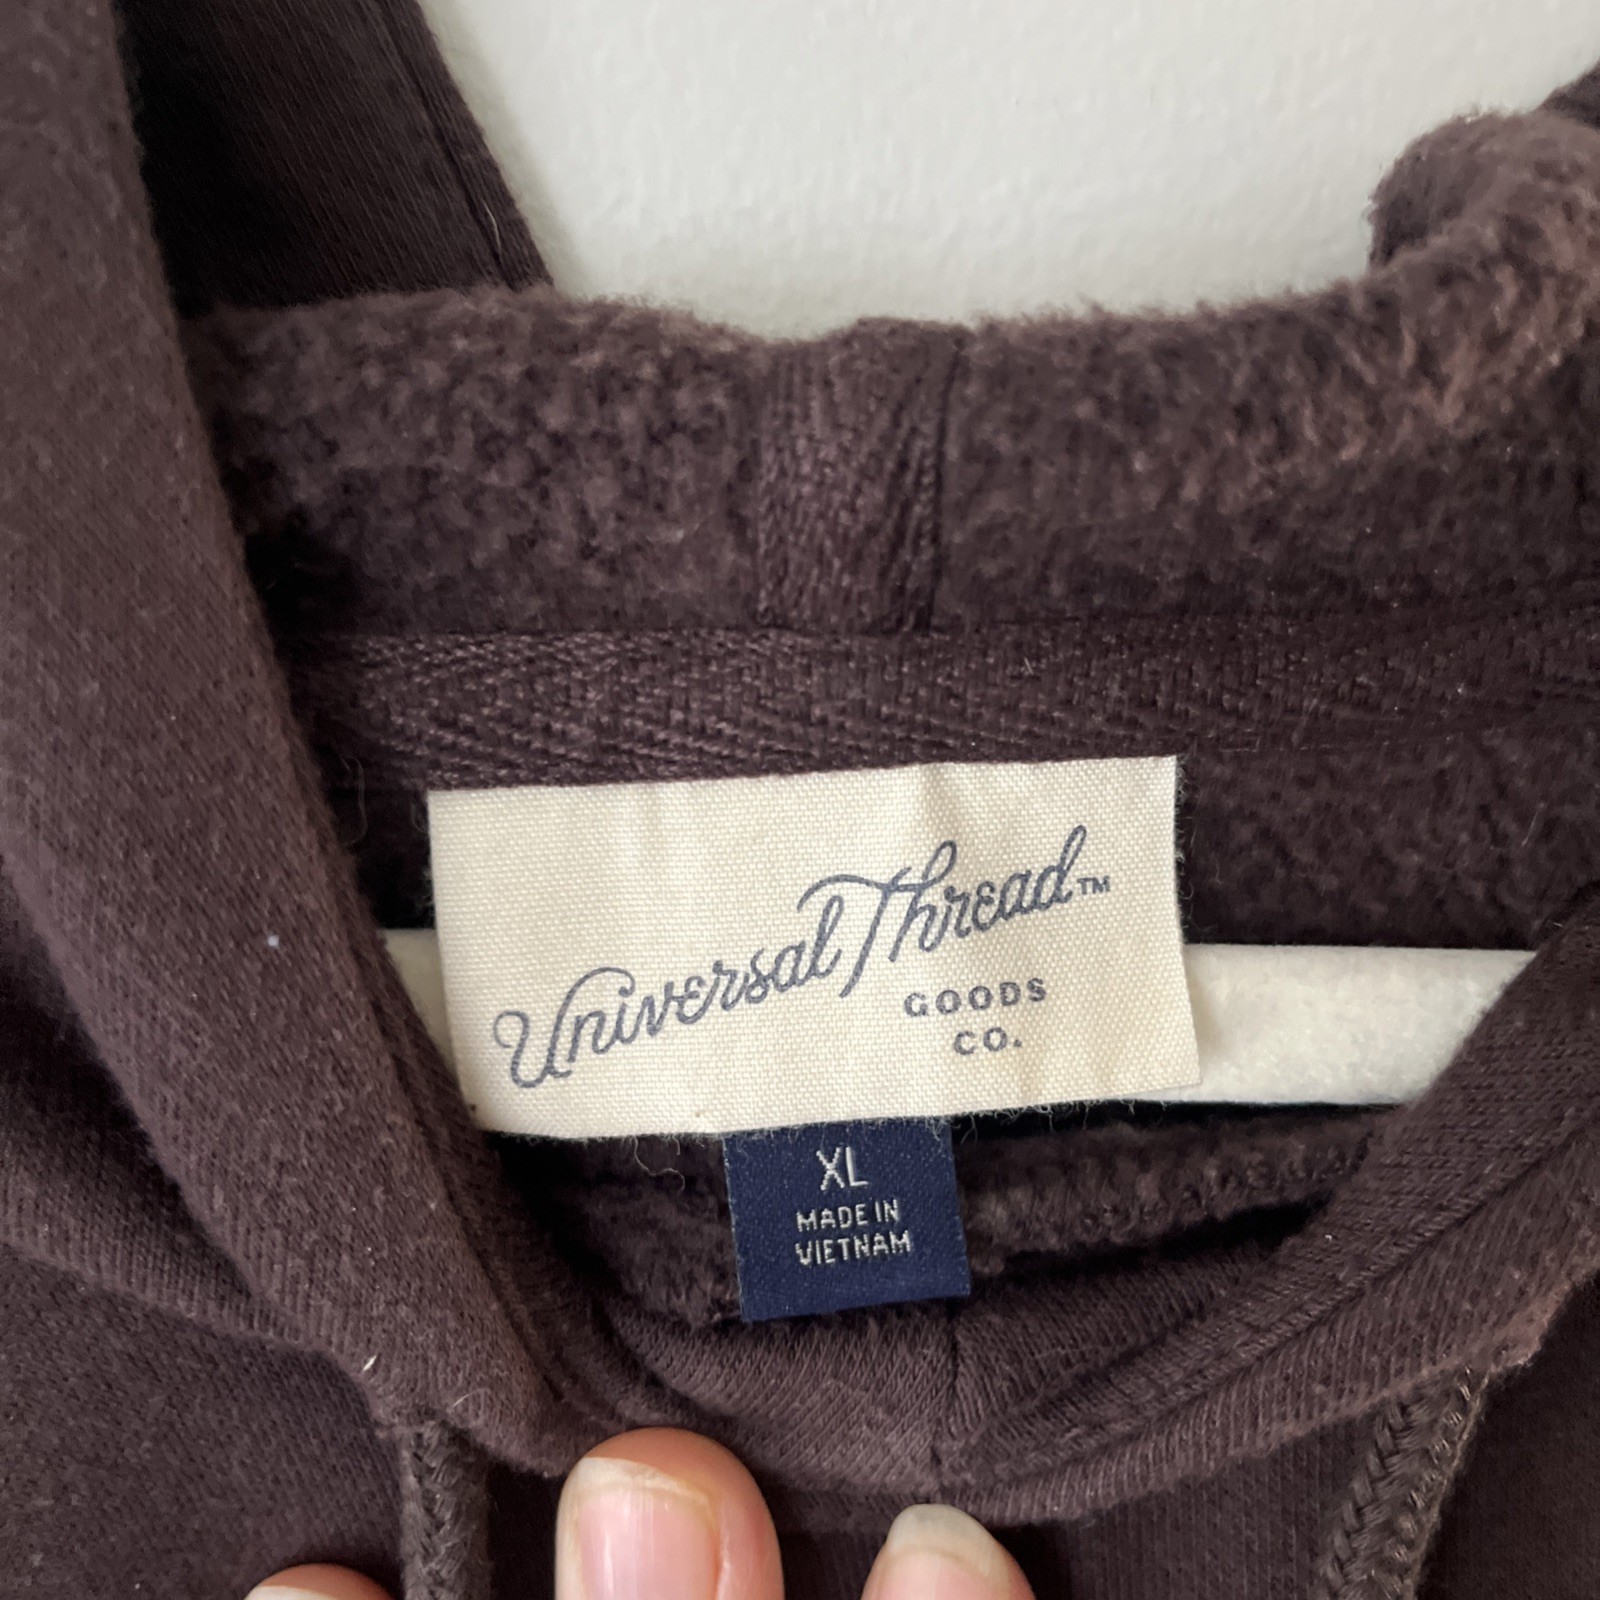 Universal Thread™
GOODS
CO.
XL
MADE IN
VIETNAM